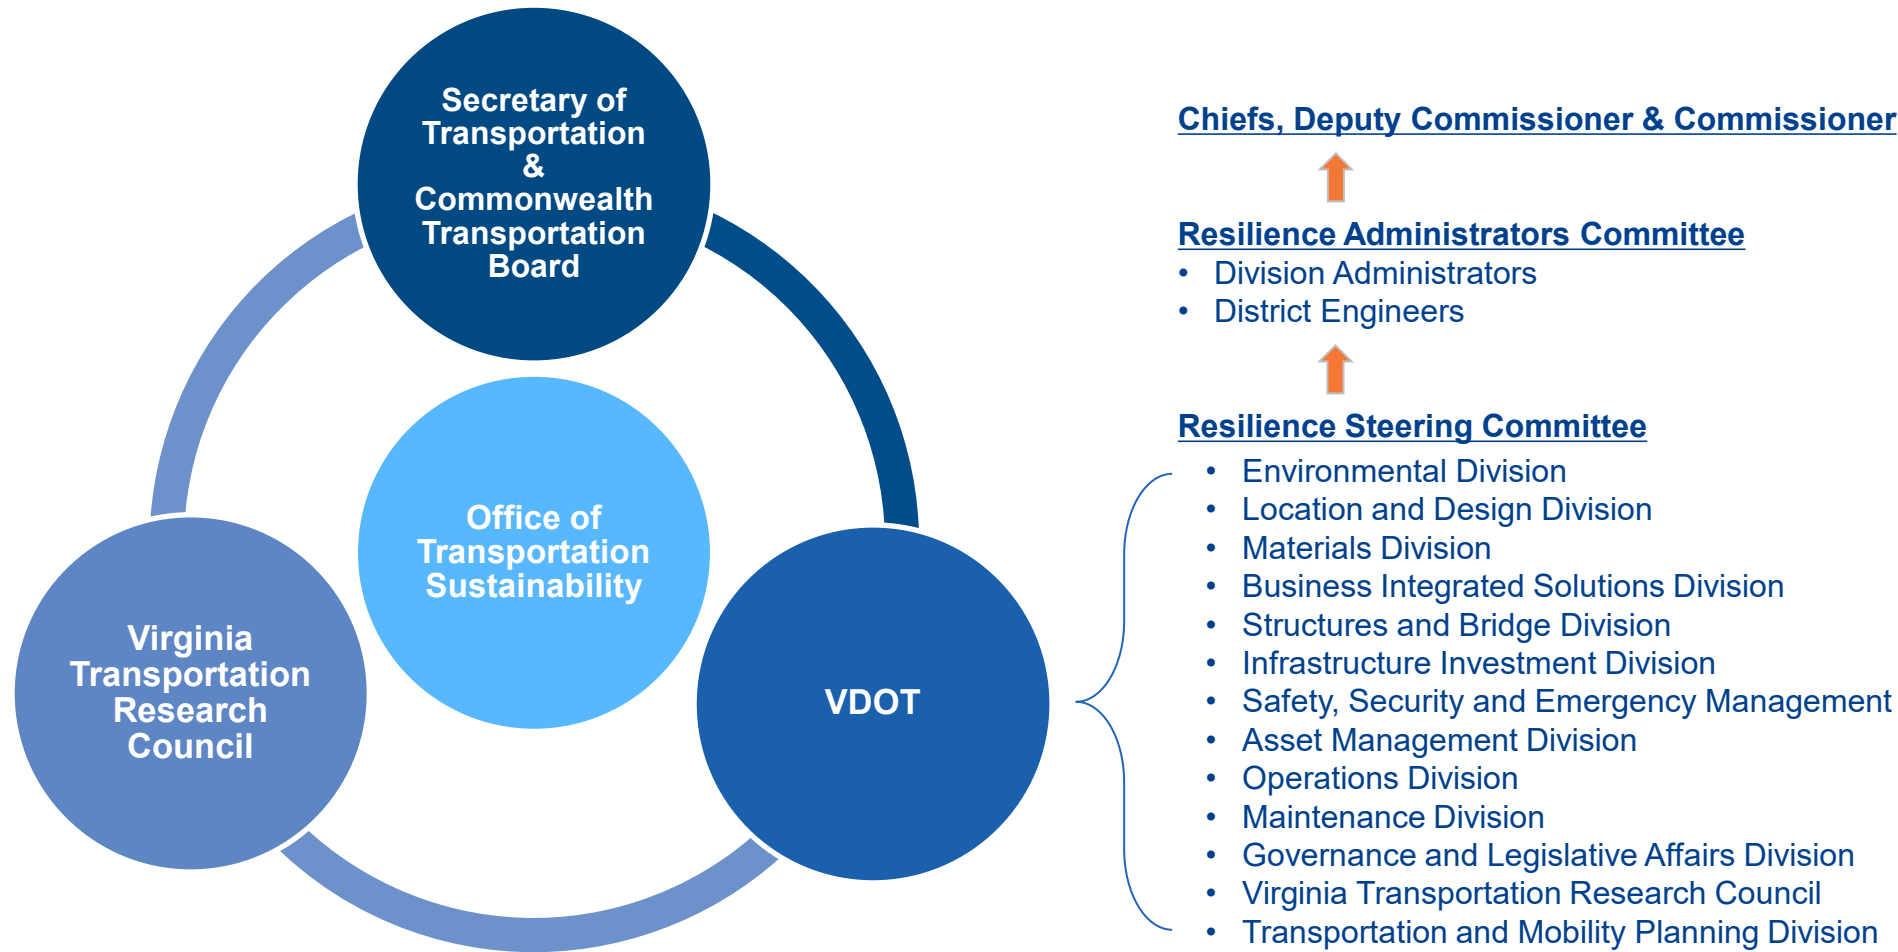 Secretary of
Transportation
&
Commonwealth
Transportation
Board
Office of
Transportation
Sustainability
Virginia
Transportation
Research
Council
VDOT
Chiefs, Deputy Commissioner & Commissioner
Resilience Administrators Committee
• Division Administrators
• District Engineers
Resilience Steering Committee
• Environmental Division
• Location and Design Division
• Materials Division
• Business Integrated Solutions Division
• Structures and Bridge Division
• Infrastructure Investment Division
• Safety, Security and Emergency Management
• Asset Management Division
• Operations Division
• Maintenance Division
• Governance and Legislative Affairs Division
• Virginia Transportation Research Council
• Transportation and Mobility Planning Division